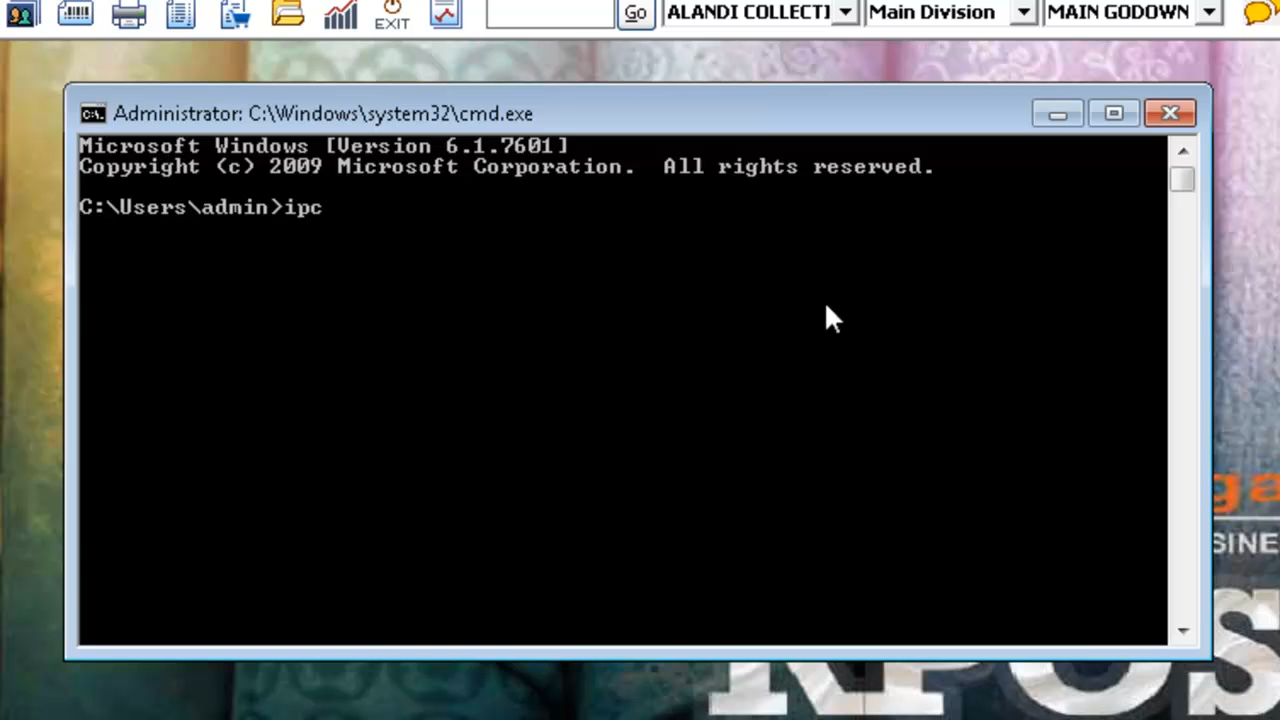 EXIT
Go
ALANDI COLLECTI
Main Division
MAIN GODOWN
Administrator: C:\Windows\system32\cmd.exe
Microsoft Windows [Version 6.1.7601]
Copyright (c) 2009 Microsoft Corporation.  All rights reserved.
C:\Users\admin>ipc
ga
SINE